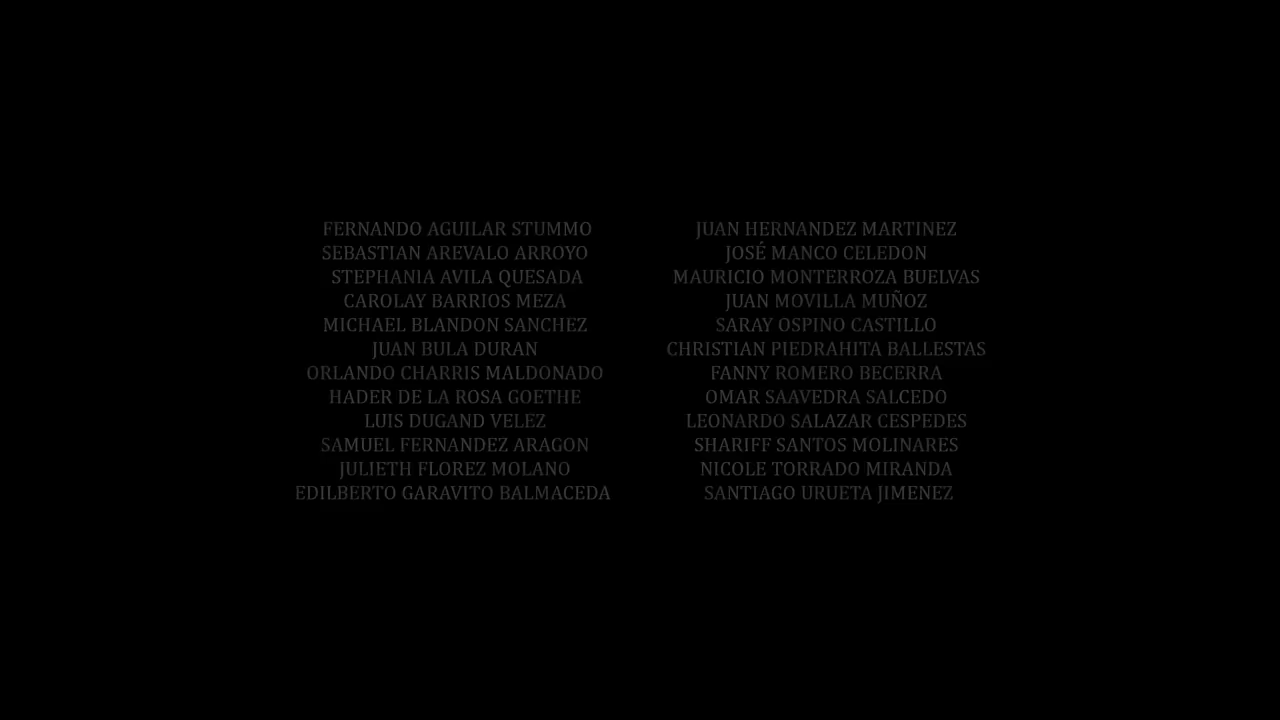 FERNANDO AGUILAR STUMMO
SEBASTIAN AREVALO ARROYO
STEPHANIA AVILA QUESADA
CAROLAY BARRIOS MEZA
MICHAEL BLANDON SANCHEZ
JUAN BULA DURAN
ORLANDO CHARRIS MALDONADO
HADER DE LA ROSA GOETHE
LUIS DUGAND VELEZ
SAMUEL FERNANDEZ ARAGON
JULIETH FLOREZ MOLANO
EDILBERTO GARAVITO BALMACEDA
JUAN HERNANDEZ MARTINEZ
JOSÉ MANCO CELEDON
MAURICIO MONTERROZA BUELVAS
JUAN MOVILLA MUÑOZ
SARAY OSPINO CASTILLO
CHRISTIAN PIEDRAHITA BALLESTAS
FANNY ROMERO BECERRA
OMAR SAAVEDRA SALCEDO
LEONARDO SALAZAR CESPEDES
SHARIFF SANTOS MOLINARES
NICOLE TORRADO MIRANDA
SANTIAGO URUETA JIMENEZ